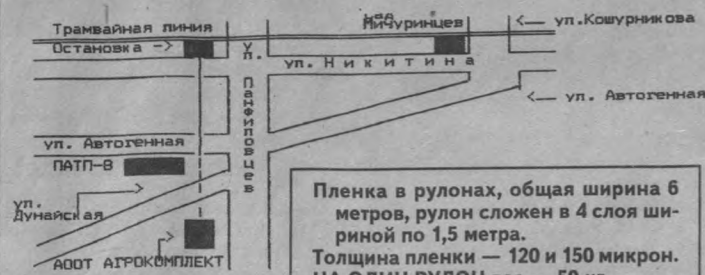 Трамвайная линия
Остановка ->
ул. Панфиловцев
Мичуринцев
<— ул.Кошурникова
ул. Никитина
<— ул. Автогенная
ул. Автогенная
ПАТП-8
ул. Дунайская
АООТ АГРОКОМПЛЕКТ
Пленка в рулонах, общая ширина 6
метров, рулон сложен в 4 слоя ши-
риной по 1,5 метра.
Толщина пленки — 120 и 150 микрон.